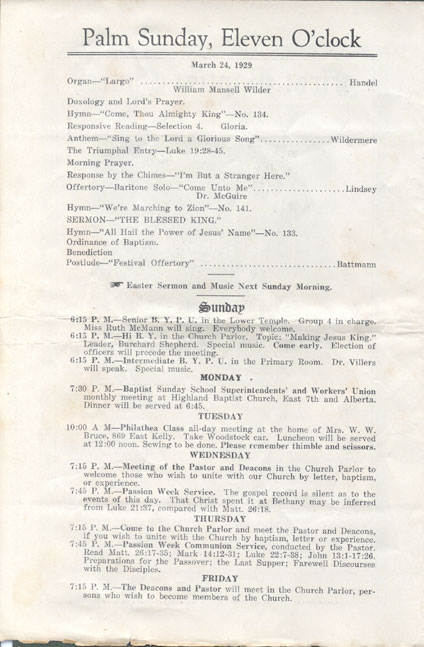 Palm Sunday, Eleven O'clock
March 24, 1929
Organ—"Largo" ........ Handel
William Mansell Wilder
Doxology and Lord's Prayer.
Hymn—"Come, Thou Almighty King"—No. 134.
Responsive Reading—Selection 4. Gloria.
Anthem—"Sing to the Lord a Glorious Song" ........ Wildermere
The Triumphal Entry—Luke 19:28-45.
Morning Prayer.
Response by the Chimes—"I'm But a Stranger Here."
Offertory—Baritone Solo—"Come Unto Me" ........ Lindsey
Dr. McGuire
Hymn—"We're Marching to Zion"—No. 141.
SERMON—"THE BLESSED KING."
Hymn—"All Hail the Power of Jesus' Name"—No. 133.
Ordinance of Baptism.
Benediction
Postlude—"Festival Offertory" ........ Battmann
☛ Easter Sermon and Music Next Sunday Morning.
Sunday
6:15 P. M.—Senior B. Y. P. U. in the Lower Temple. Group 4 in charge.
Miss Ruth McMann will sing. Everybody welcome.
6:15 P. M.—Hi B. Y. in the Church Parlor. Topic: "Making Jesus King."
Leader, Burchard Shepherd. Special music. Come early. Election of
officers will precede the meeting.
6:15 P. M.—Intermediate B. Y. P. U. in the Primary Room. Dr. Villers
will speak. Special music.
MONDAY .
7:30 P. M.—Baptist Sunday School Superintendents' and Workers' Union
monthly meeting at Highland Baptist Church, East 7th and Alberta.
Dinner will be served at 6:45.
TUESDAY
10:00 A M—Philathea Class all-day meeting at the home of Mrs. W. W.
Bruce, 869 East Kelly. Take Woodstock car. Luncheon will be served
at 12:00 noon. Sewing to be done. Please remember thimble and scissors.
WEDNESDAY
7:15 P. M.—Meeting of the Pastor and Deacons in the Church Parlor to
welcome those who wish to unite with our Church by letter, baptism,
or experience.
7:45 P. M.—Passion Week Service. The gospel record is silent as to the
events of this day. That Christ spent it at Bethany may be inferred
from Luke 21:37, compared with Matt. 26:18.
THURSDAY
7:15 P. M.—Come to the Church Parlor and meet the Pastor and Deacons,
if you wish to unite with the Church by baptism, letter or experience.
7:45 P. M.—Passion Week Communion Service, conducted by the Pastor.
Read Matt. 26:17-35; Mark 14:12-31; Luke 22:7-38; John 13:1-17:26.
Preparations for the Passover; the Last Supper; Farewell Discourses
with the Disciples.
FRIDAY
7:15 P. M.—The Deacons and Pastor will meet in the Church Parlor, per-
sons who wish to become members of the Church.